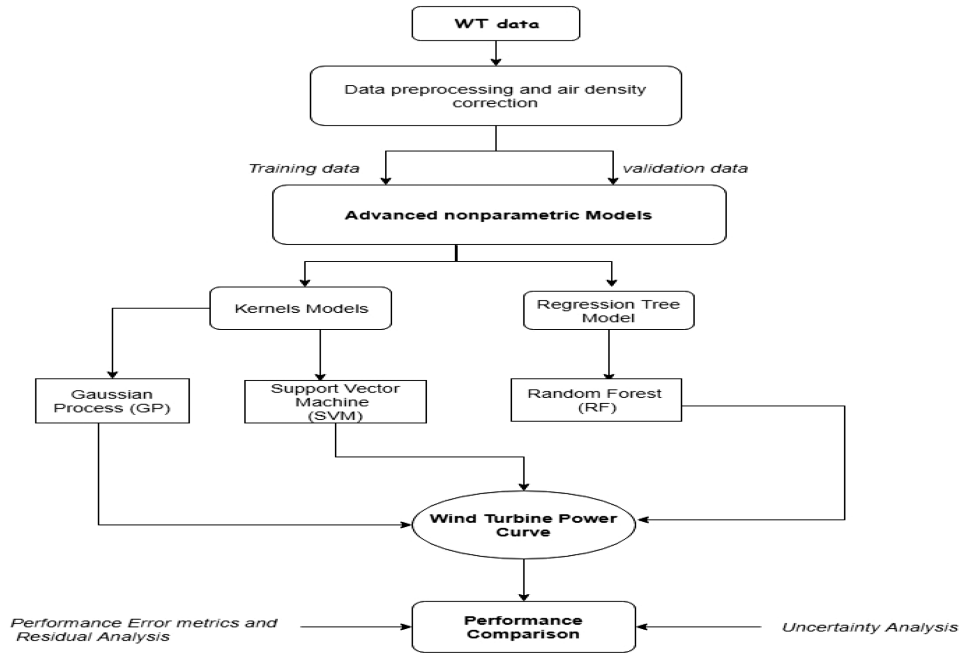 WT data
Data preprocessing and air density
correction
Training data
validation data
Advanced nonparametric Models
Kernels Models
Regression Tree
Model
Gaussian
Process (GP)
Support Vector
Machine
(SVM)
Random Forest
(RF)
Wind Turbine Power
Curve
Performance Error metrics and
Residual Analysis
Performance
Comparison
Uncertainty Analysis